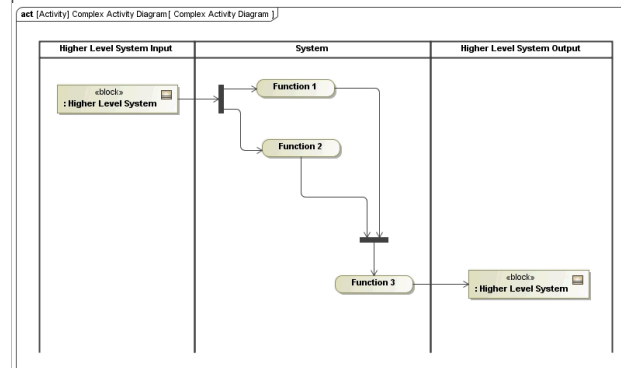 act [Activity] Complex Activity Diagram [ Complex Activity Diagram ]
Higher Level System Input
System
Higher Level System Output
«block»
: Higher Level System
Function 1
Function 2
Function 3
«block»
: Higher Level System